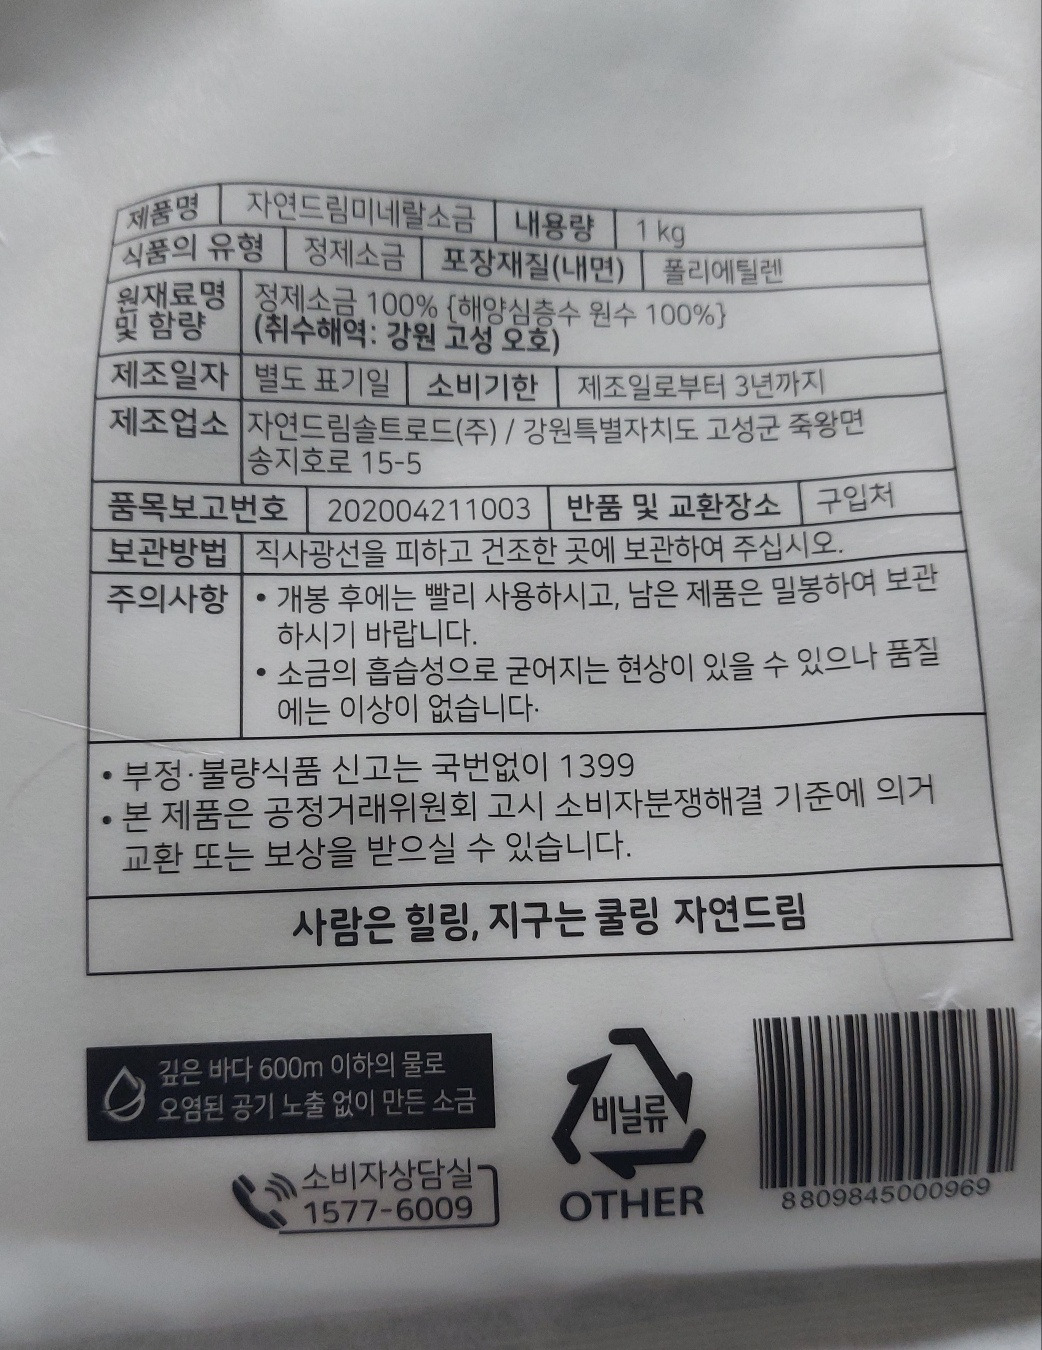 제품명 자연드림미네랄소금 내용량 1 kg
식품의 유형 정제소금 포장재질(내면) 폴리에틸렌
원재료명 정제소금 100% {해양심층수 원수 100%}
및 함량 (취수해역: 강원 고성 오호)
제조일자 별도 표기일 소비기한 제조일로부터 3년까지
제조업소 자연드림솔트로드(주) / 강원특별자치도 고성군 죽왕면
송지호로 15-5
품목보고번호 202004211003 반품 및 교환장소 구입처
보관방법 직사광선을 피하고 건조한 곳에 보관하여 주십시오.
주의사항 • 개봉 후에는 빨리 사용하시고, 남은 제품은 밀봉하여 보관
하시기 바랍니다.
• 소금의 흡습성으로 굳어지는 현상이 있을 수 있으나 품질
에는 이상이 없습니다.
• 부정·불량식품 신고는 국번없이 1399
• 본 제품은 공정거래위원회 고시 소비자분쟁해결 기준에 의거
교환 또는 보상을 받으실 수 있습니다.
사람은 힐링, 지구는 쿨링 자연드림
깊은 바다 600m 이하의 물로
오염된 공기 노출 없이 만든 소금
소비자상담실
1577-6009
비닐류
OTHER
8809845000969